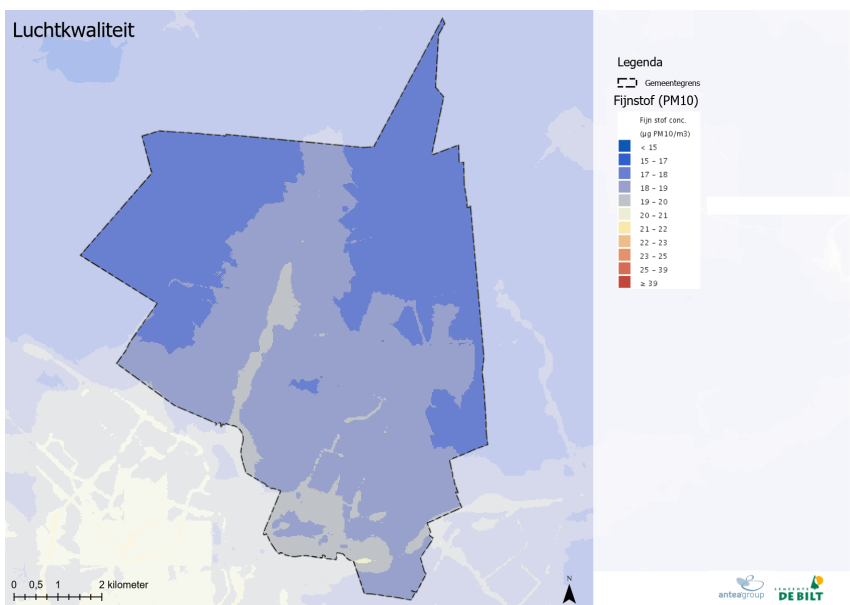 Luchtkwaliteit
Legenda
Gemeentegrens
Fijnstof (PM10)
Fijn stof conc.
(µg PM10/m3)
< 15
15 – 17
17 – 18
18 – 19
19 – 20
20 – 21
21 – 22
22 – 23
23 – 25
25 – 39
≥ 39
0 0,5 1 2 kilometer
N
anteagroup
GEMEENTE
DE BILT